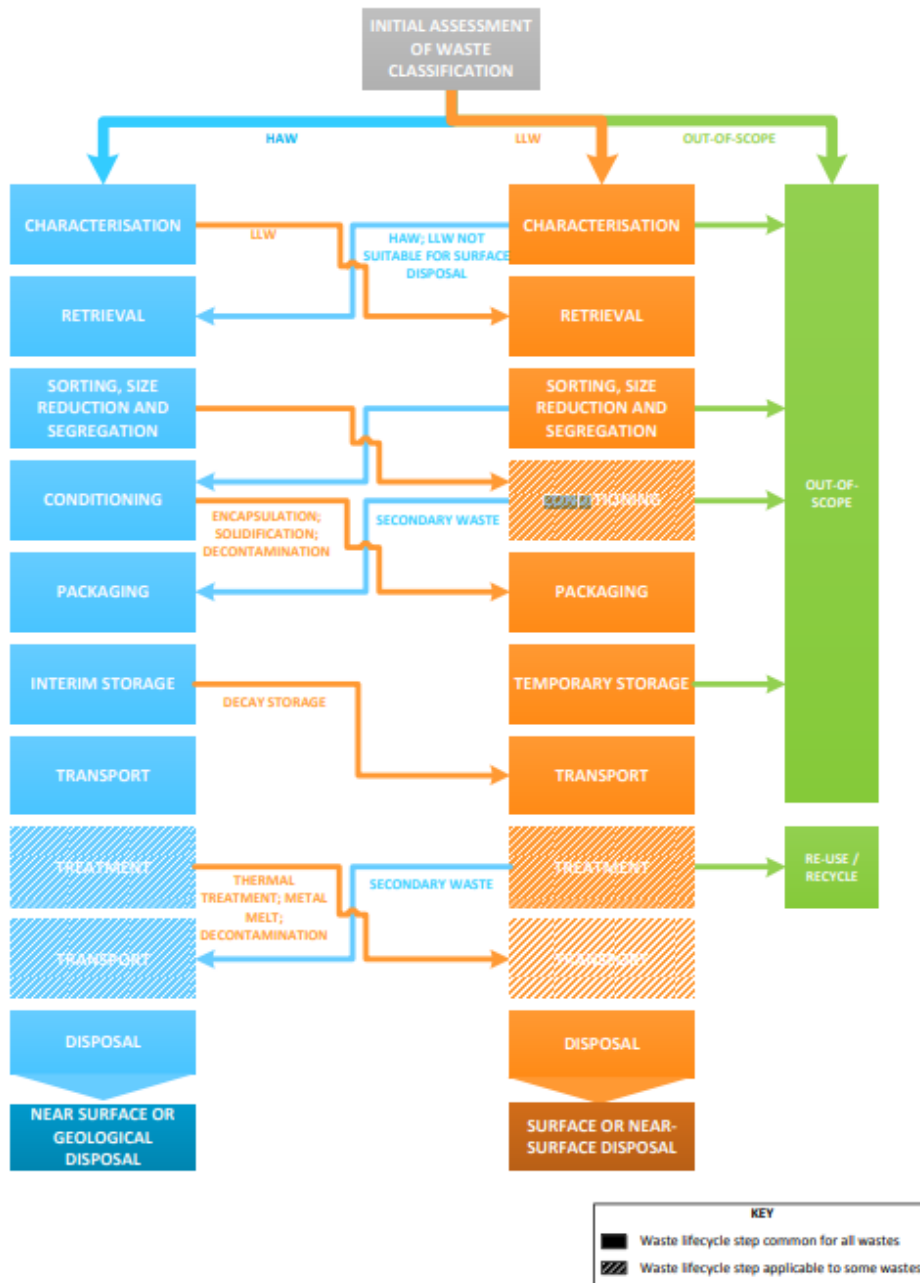 INITIAL ASSESSMENT
OF WASTE
CLASSIFICATION
HAW
LLW
OUT-OF-SCOPE
CHARACTERISATION
LLW
HAW; LLW NOT
SUITABLE FOR SURFACE
DISPOSAL
CHARACTERISATION
RETRIEVAL
RETRIEVAL
SORTING, SIZE
REDUCTION AND
SEGREGATION
SORTING, SIZE
REDUCTION AND
SEGREGATION
CONDITIONING
ENCAPSULATION;
SOLIDIFICATION;
DECONTAMINATION
SECONDARY WASTE
CONDITIONING
OUT-OF-
SCOPE
PACKAGING
PACKAGING
INTERIM STORAGE
DECAY STORAGE
TEMPORARY STORAGE
TRANSPORT
TRANSPORT
TREATMENT
THERMAL
TREATMENT; METAL
MELT;
DECONTAMINATION
SECONDARY WASTE
TREATMENT
RE-USE /
RECYCLE
TRANSPORT
TRANSPORT
DISPOSAL
DISPOSAL
NEAR SURFACE OR
GEOLOGICAL
DISPOSAL
SURFACE OR NEAR-
SURFACE DISPOSAL
KEY
Waste lifecycle step common for all wastes
Waste lifecycle step applicable to some wastes